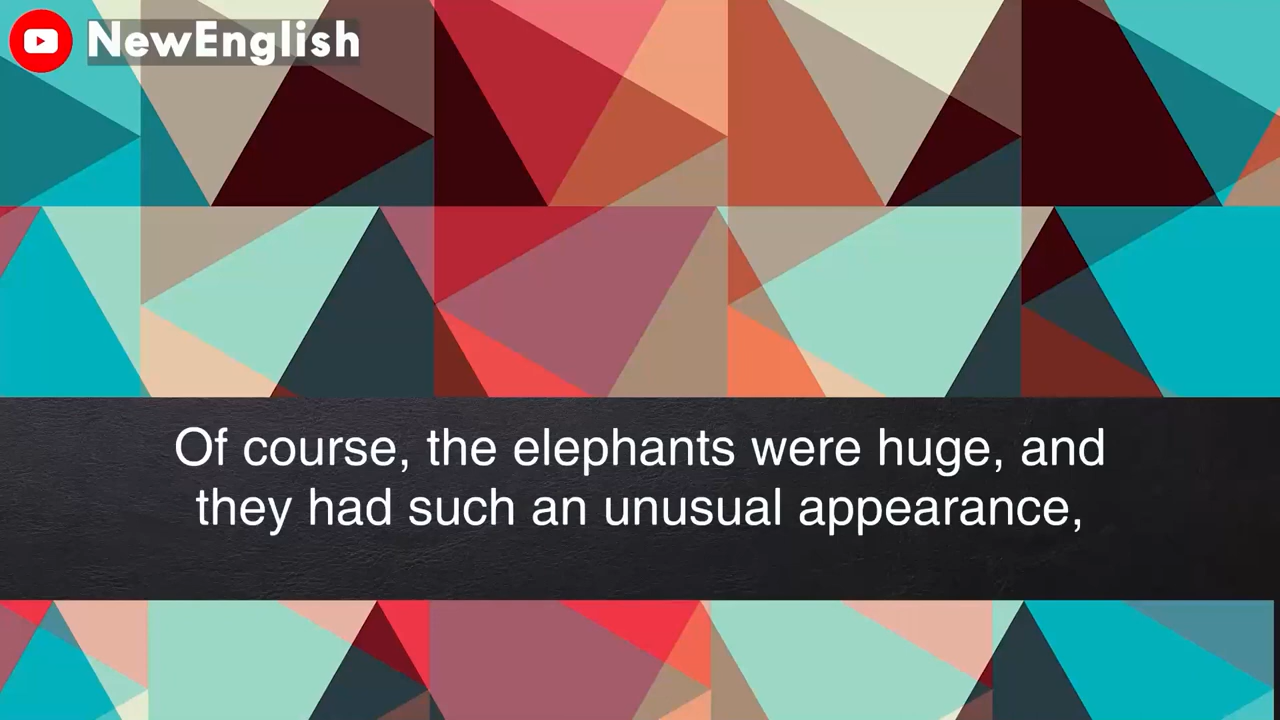 NewEnglish
Of course, the elephants were huge, and
they had such an unusual appearance,